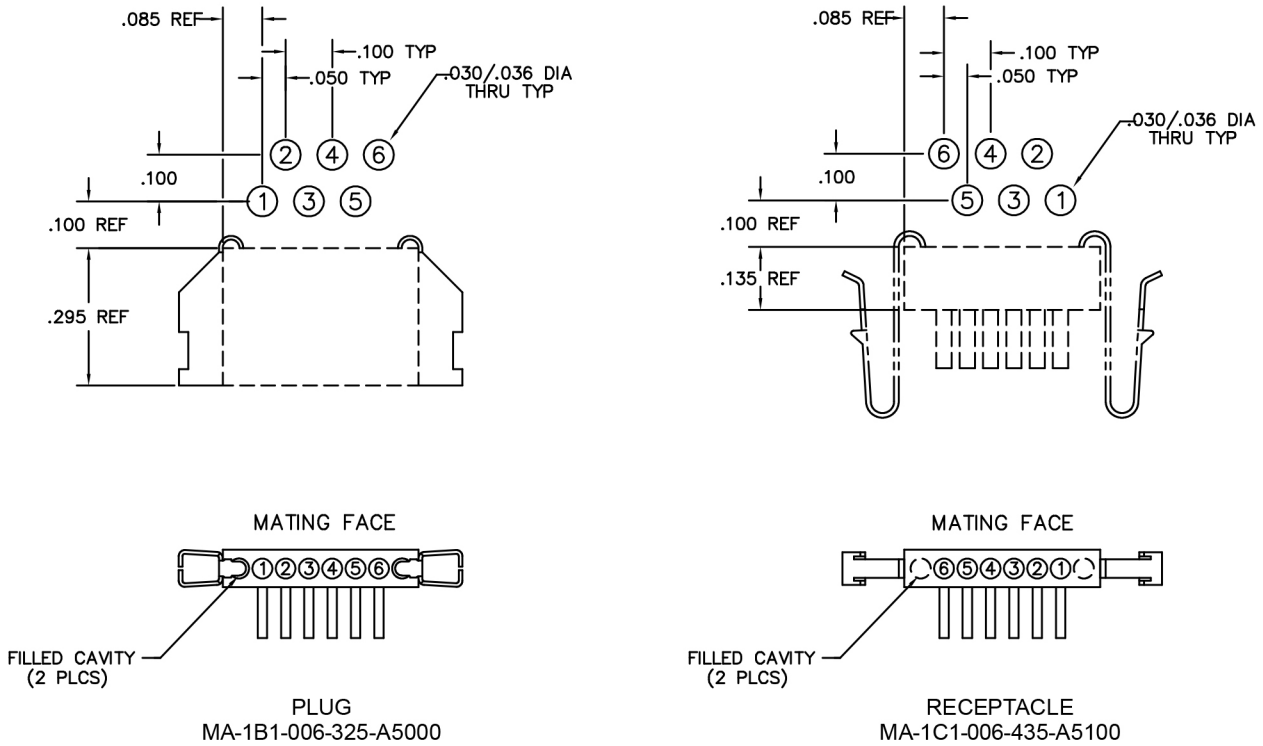 .085 REF
.100 TYP
.050 TYP
.030/.036 DIA
THRU TYP
2 4 6
.100
1 3 5
.100 REF
.295 REF
MATING FACE
1 2 3 4 5 6
FILLED CAVITY
(2 PLCS)
PLUG
MA-1B1-006-325-A5000
.085 REF
.100 TYP
.050 TYP
.030/.036 DIA
THRU TYP
6 4 2
.100
5 3 1
.100 REF
.135 REF
MATING FACE
6 5 4 3 2 1
FILLED CAVITY
(2 PLCS)
RECEPTACLE
MA-1C1-006-435-A5100